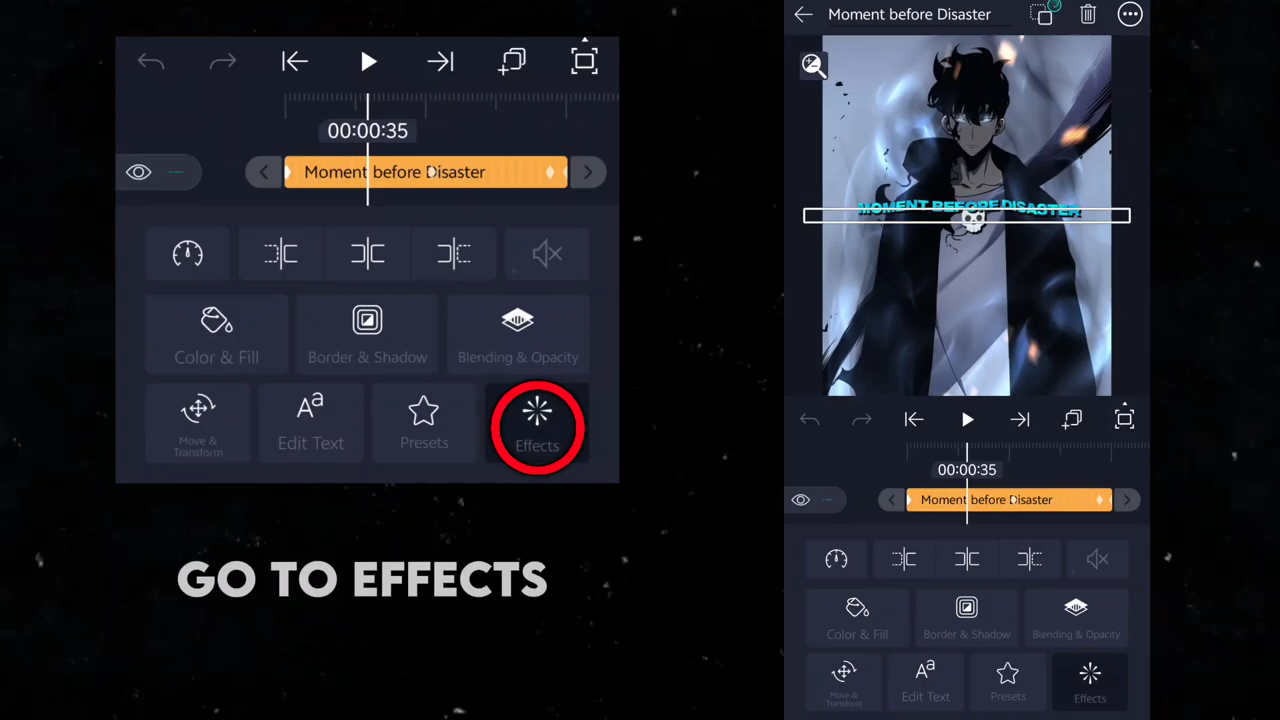 00:00:35
Moment before Disaster
Color & Fill
Border & Shadow
Blending & Opacity
Move &
Transform
Edit Text
Presets
Effects
GO TO EFFECTS
Moment before Disaster
MOMENT BEFORE DISASTER
00:00:35
Moment before Disaster
Color & Fill
Border & Shadow
Blending & Opacity
Move &
Transform
Edit Text
Presets
Effects